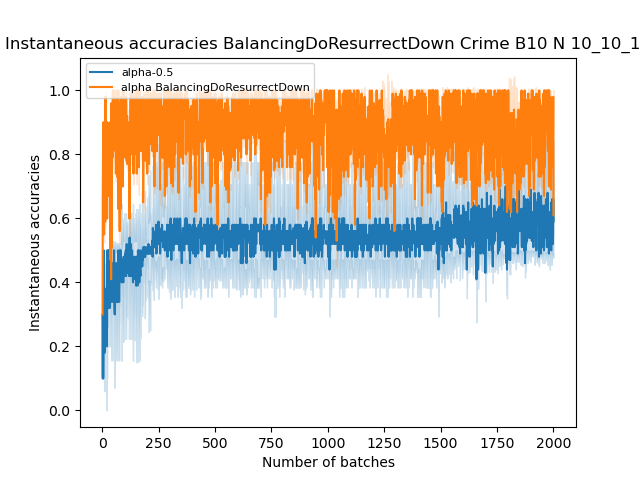 Instantaneous accuracies BalancingDoResurrectDown Crime B10 N 10_10_1
alpha-0.5
alpha BalancingDoResurrectDown
1.0
0.8
0.6
0.4
0.2
0.0
Instantaneous accuracies
0 250 500 750 1000 1250 1500 1750 2000
Number of batches